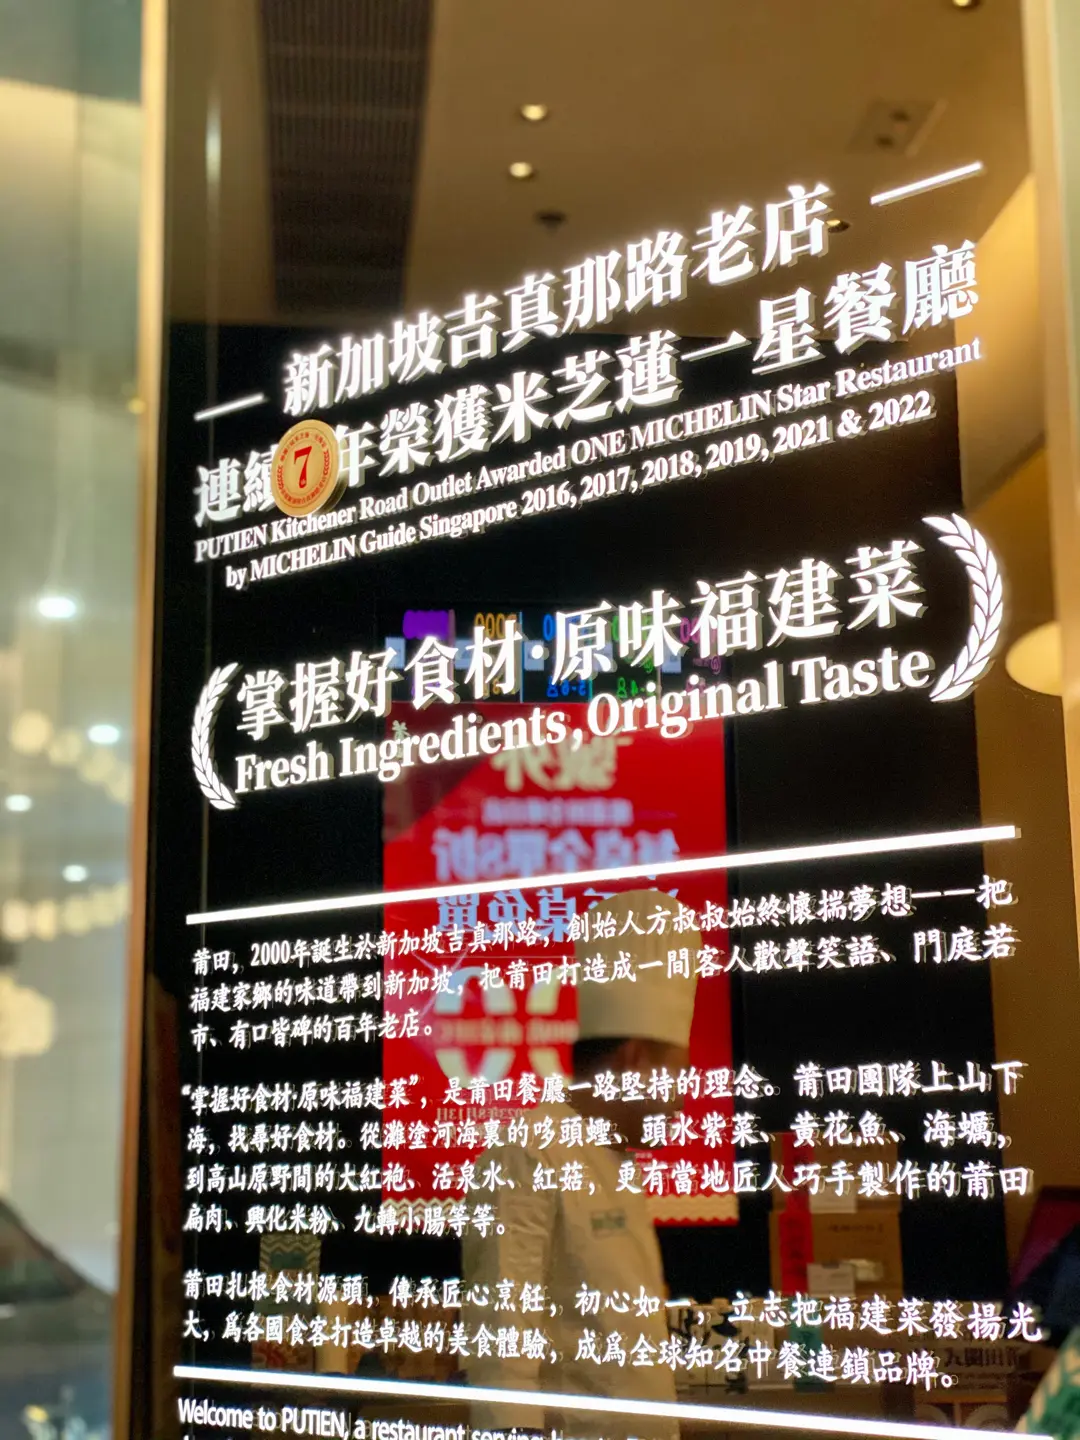 新加坡吉真那路老店
連續7年榮獲米芝蓮一星餐廳
PUTIEN Kitchener Road Outlet Awarded ONE MICHELIN Star Restaurant
by MICHELIN Guide Singapore 2016, 2017, 2018, 2019, 2021 & 2022
掌握好食材·原味福建菜
Fresh Ingredients, Original Taste
莆田，2000年誕生於新加坡吉真那路，創始人方叔叔始終懷揣夢想——把
福建家鄉的味道帶到新加坡，把莆田打造成一間客人歡聲笑語、門庭若
市、有口皆碑的百年老店。
“掌握好食材·原味福建菜”，是莆田餐廳一路堅持的理念。莆田團隊上山下
海，找尋好食材。從灘塗河海裏的哆頭蟶、頭水紫菜、黃花魚、海蠣，
到高山原野間的大紅袍、活泉水、紅菇，更有當地匠人巧手製作的莆田
扁肉、興化米粉、九轉小腸等等。
莆田扎根食材源頭，傳承匠心烹飪，初心如一，立志把福建菜發揚光
大，爲各國食客打造卓越的美食體驗，成爲全球知名中餐連鎖品牌。
Welcome to PUTIEN, a restaurant serving